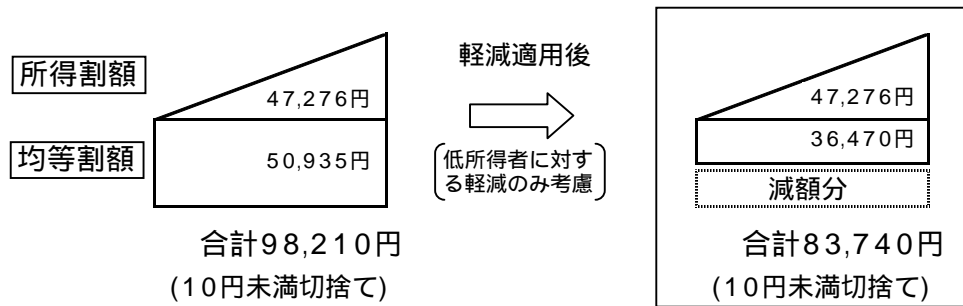 所得割額
47,276円
均等割額
50,935円
合計98,210円
(10円未満切捨て)
軽減適用後
低所得者に対す
る軽減のみ考慮
47,276円
36,470円
減額分
合計83,740円
(10円未満切捨て)